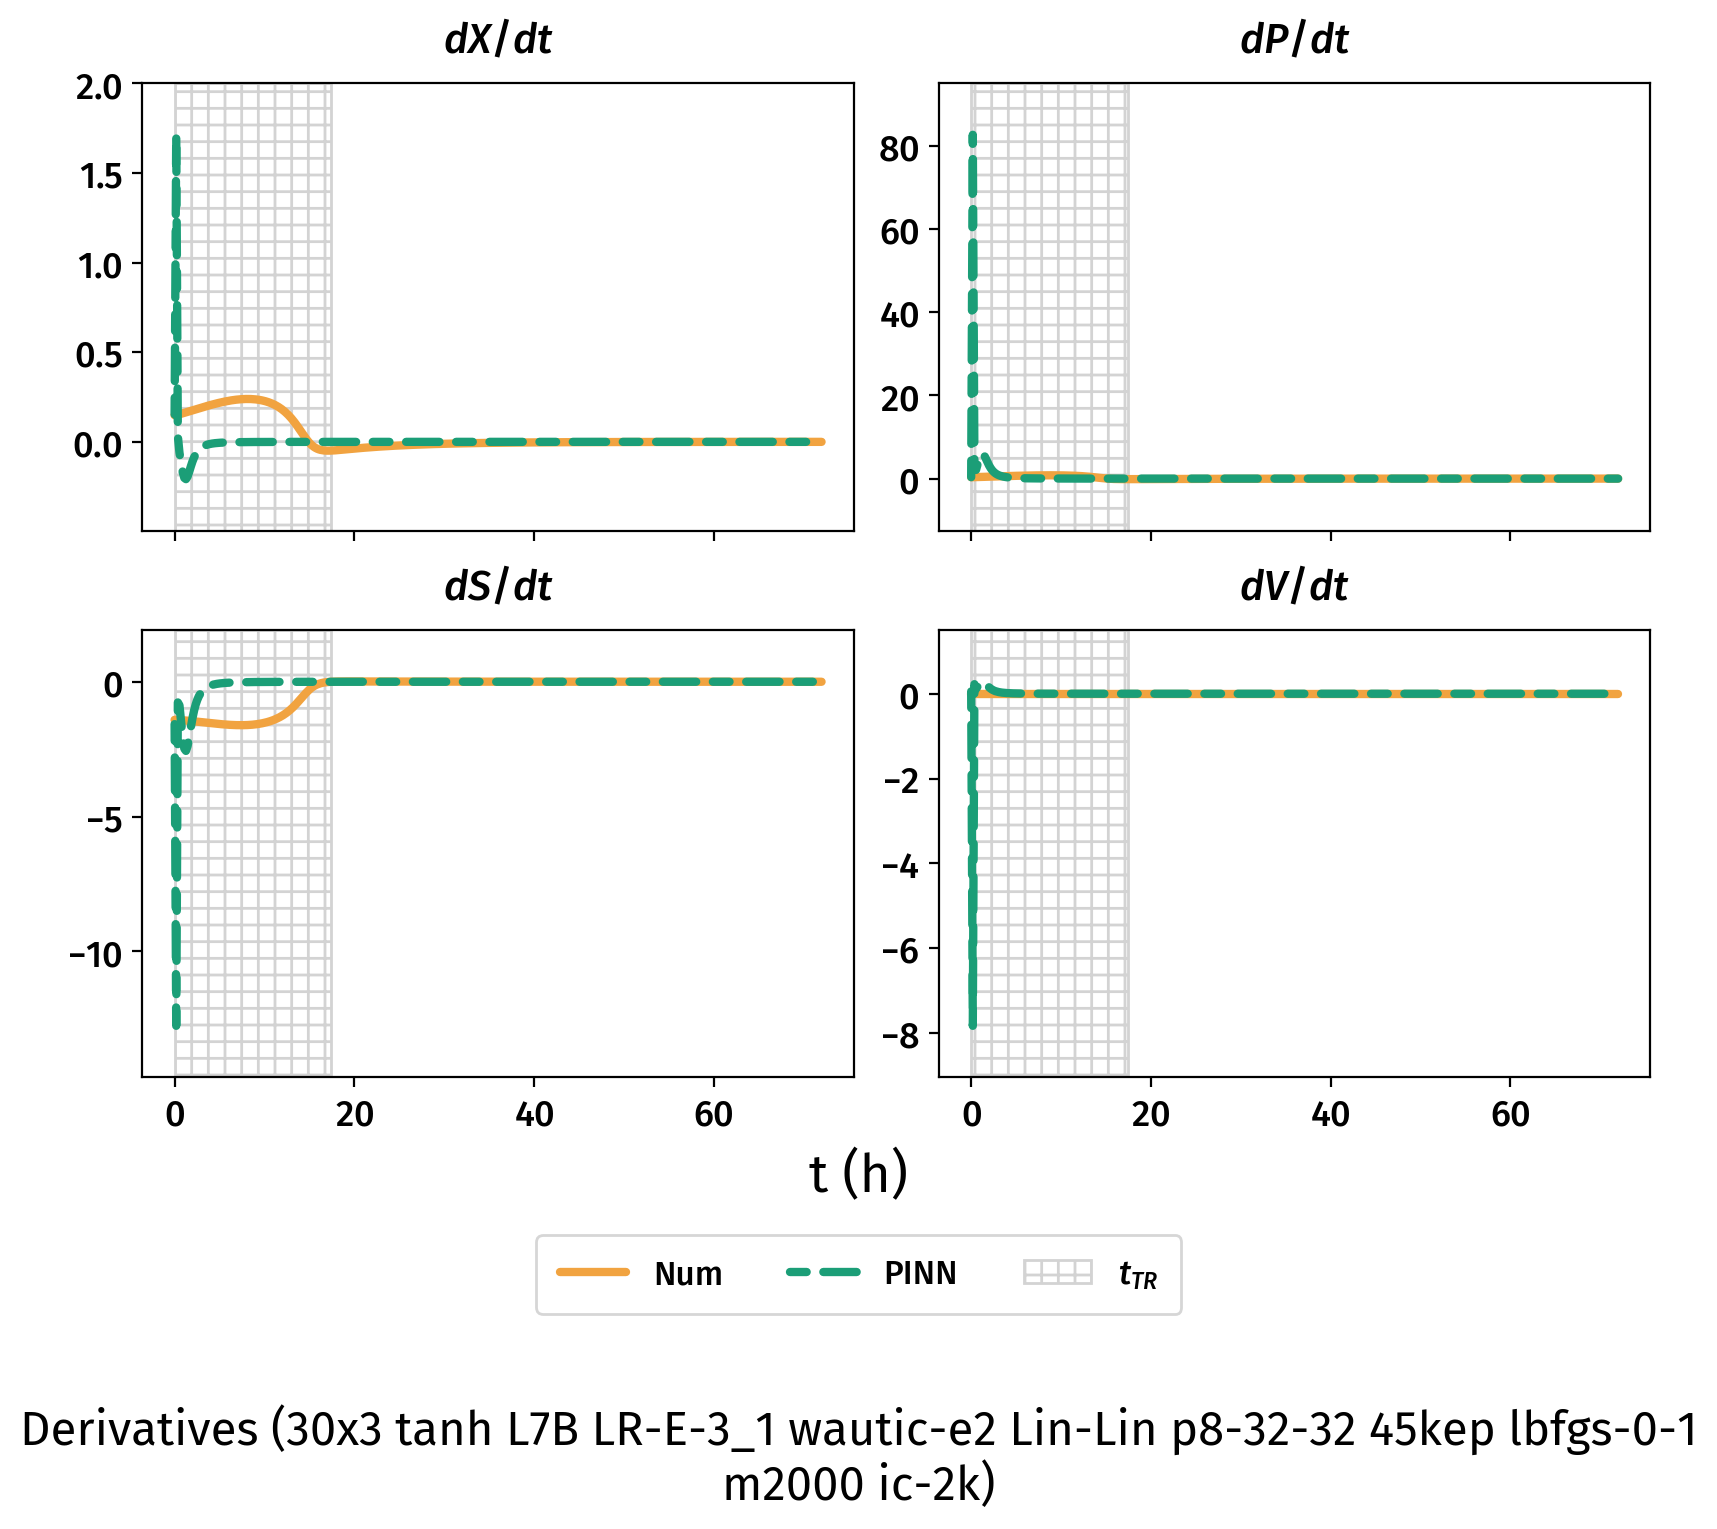 dX/dt
dP/dt
2.0
1.5
1.0
0.5
0.0
80
60
40
20
0
dS/dt
dV/dt
0
−5
−10
0
−2
−4
−6
−8
0 20 40 60
0 20 40 60
t (h)
Num PINN tTR
Derivatives (30x3 tanh L7B LR-E-3_1 wautic-e2 Lin-Lin p8-32-32 45kep lbfgs-0-1
m2000 ic-2k)